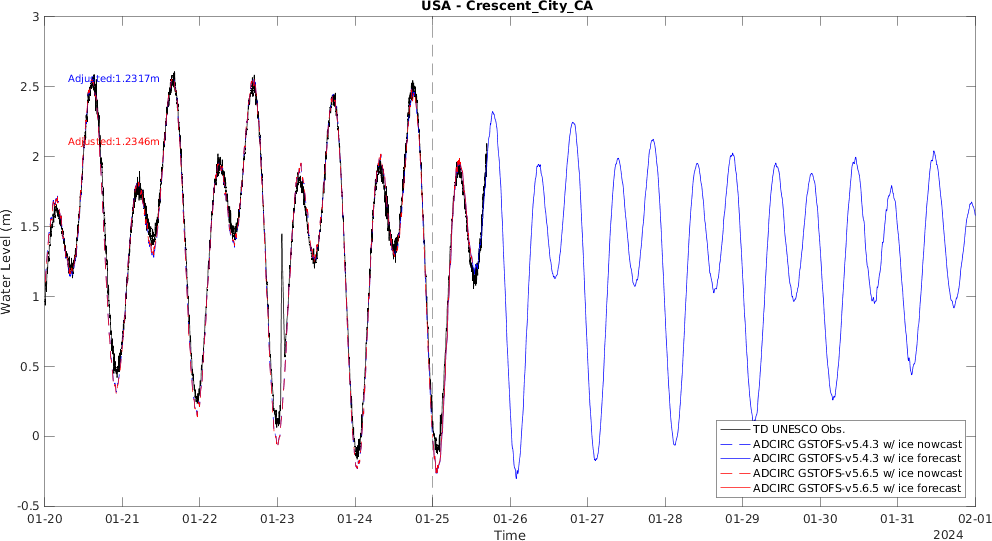 USA - Crescent_City_CA
3
2.5
2
1.5
1
0.5
0
-0.5
Water Level (m)
Adjusted:1.2317m
Adjusted:1.2346m
TD UNESCO Obs.
ADCIRC GSTOFS-v5.4.3 w/ ice nowcast
ADCIRC GSTOFS-v5.4.3 w/ ice forecast
ADCIRC GSTOFS-v5.6.5 w/ ice nowcast
ADCIRC GSTOFS-v5.6.5 w/ ice forecast
01-20 01-21 01-22 01-23 01-24 01-25 01-26 01-27 01-28 01-29 01-30 01-31 02-01
Time
2024